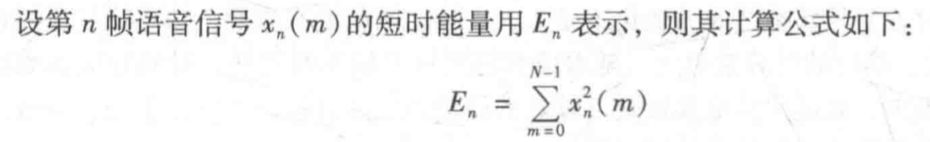 设第 n 帧语音信号 xₙ(m)的短时能量用 Eₙ 表示，则其计算公式如下：
Eₙ = ∑_{m=0}^{N-1} xₙ²(m)